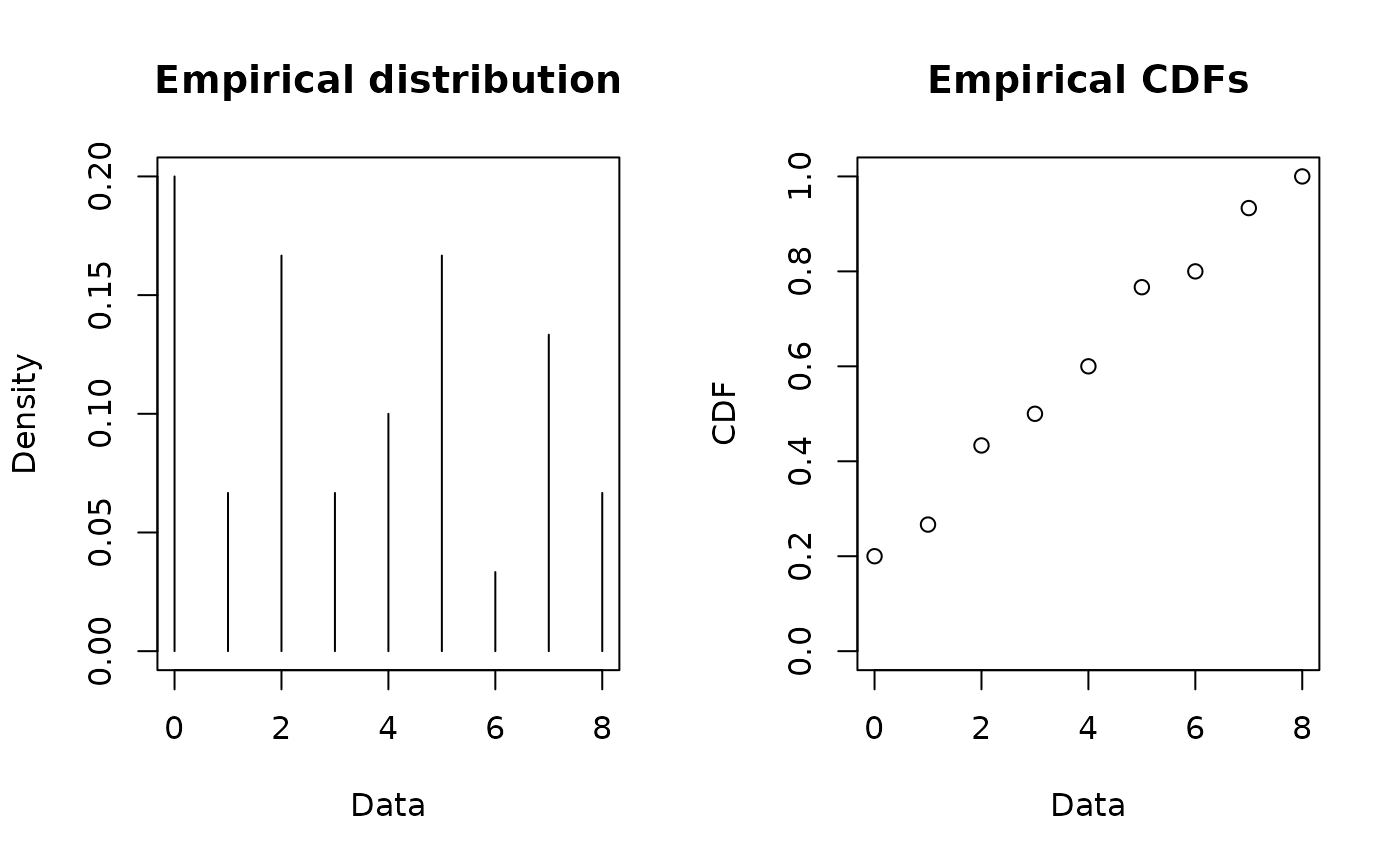 Empirical distribution
Density
0.00 0.05 0.10 0.15 0.20
0 2 4 6 8
Data
Empirical CDFs
CDF
0.0 0.2 0.4 0.6 0.8 1.0
0 2 4 6 8
Data